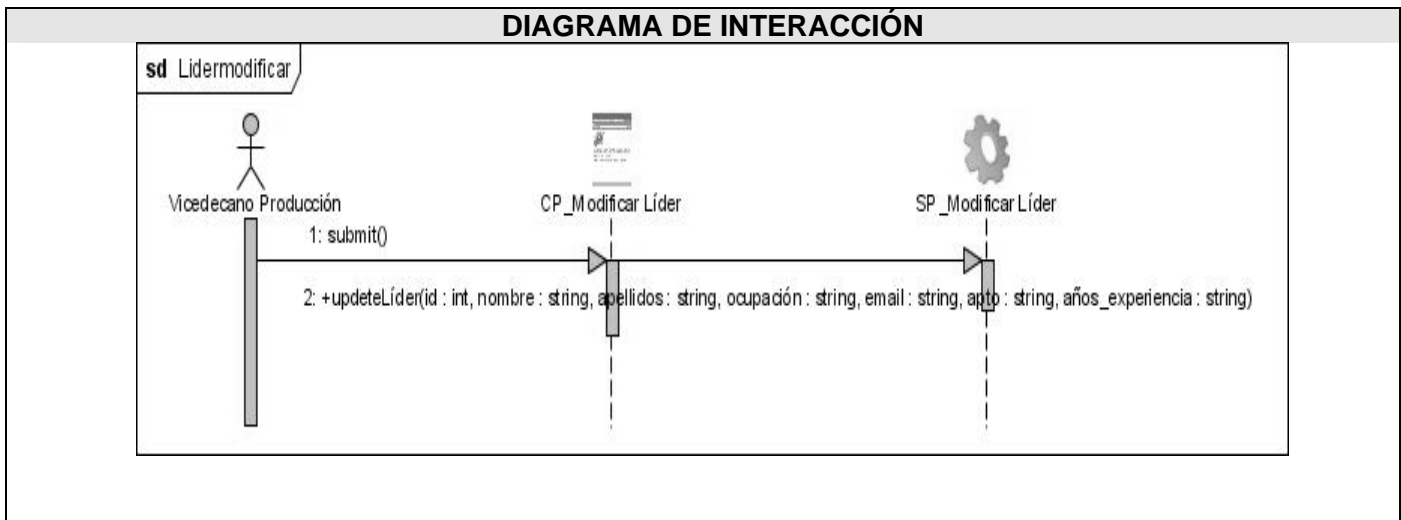 DIAGRAMA DE INTERACCIÓN
sd Lidermodificar
Vicedecano Producción
CP_Modificar Líder
SP_Modificar Líder
1: submit()
2: +updeteLíder(id : int, nombre : string, apellidos : string, ocupación : string, email : string, apto : string, años_experiencia : string)